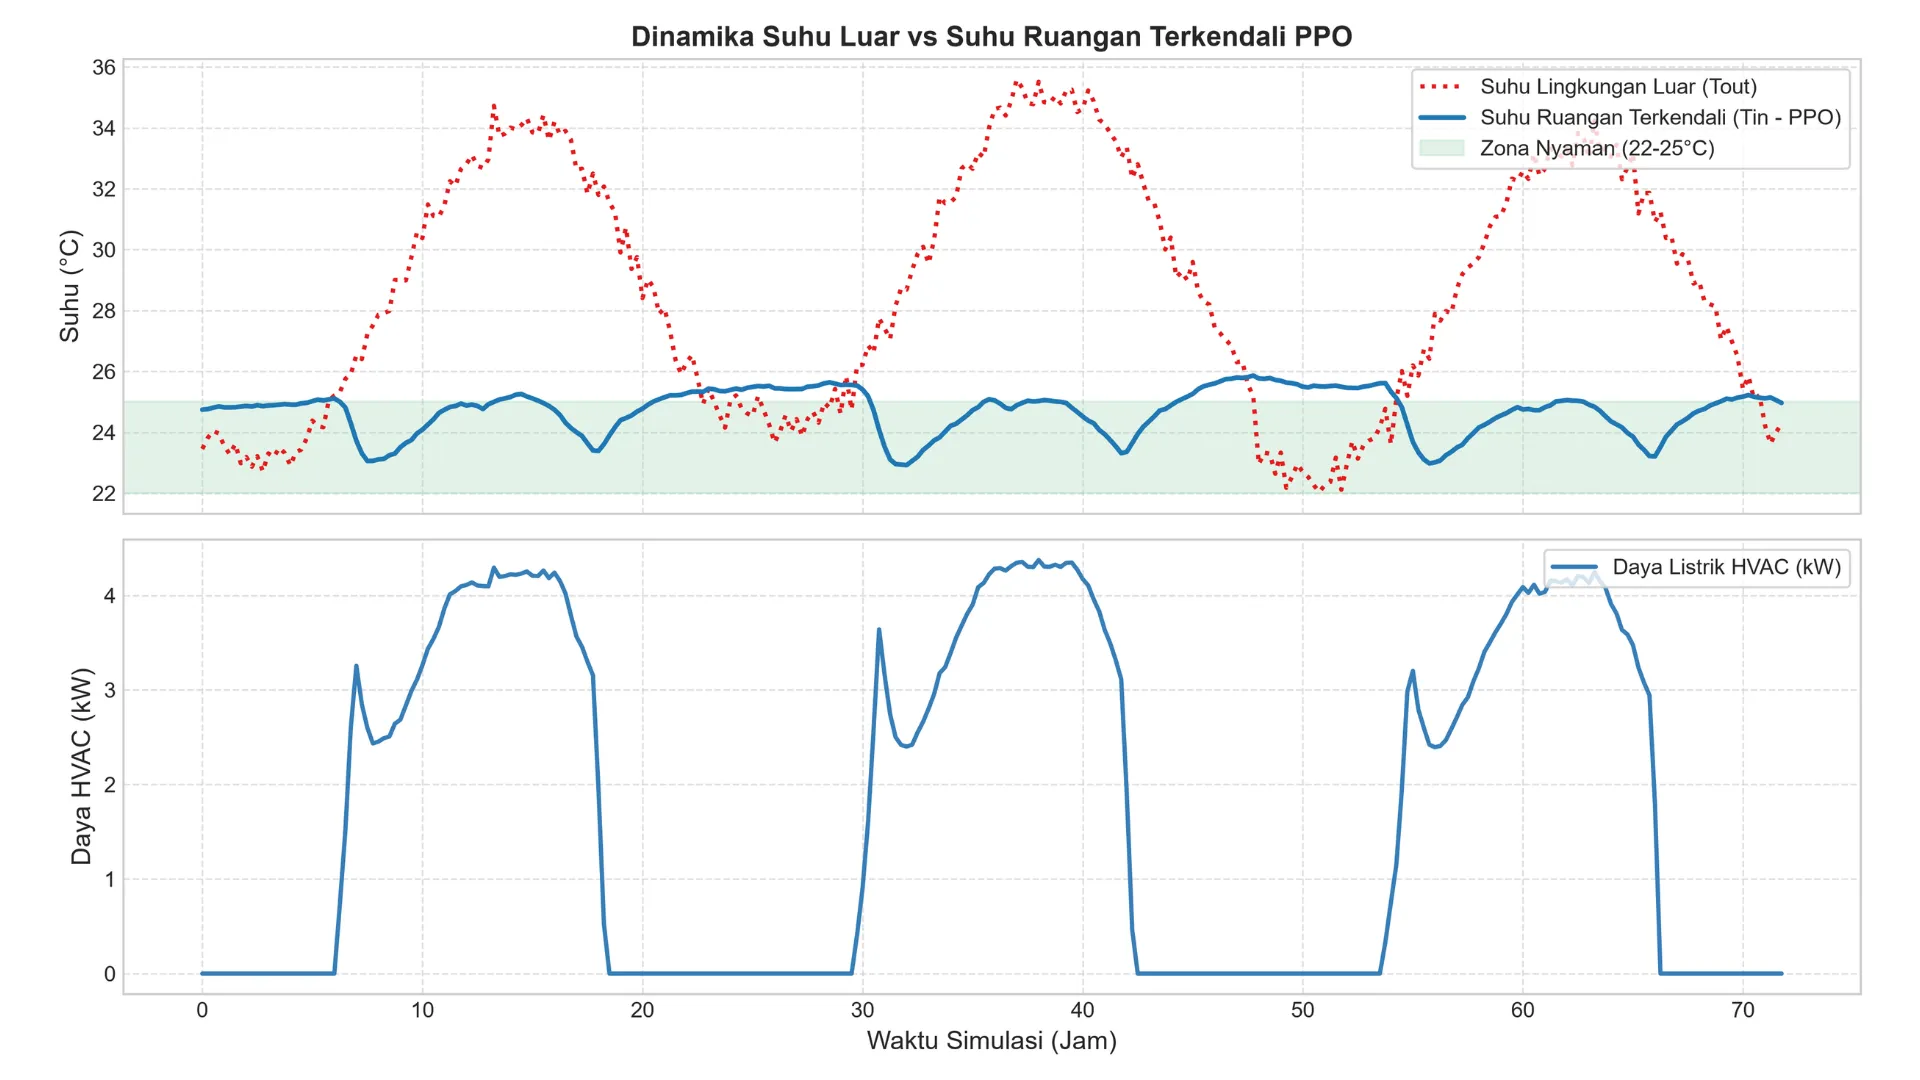 Dinamika Suhu Luar vs Suhu Ruangan Terkendali PPO
Suhu (°C)
36
34
32
30
28
26
24
22
Suhu Lingkungan Luar (Tout)
Suhu Ruangan Terkendali (Tin - PPO)
Zona Nyaman (22-25°C)
Daya HVAC (kW)
4
3
2
1
0
Daya Listrik HVAC (kW)
0 10 20 30 40 50 60 70
Waktu Simulasi (Jam)